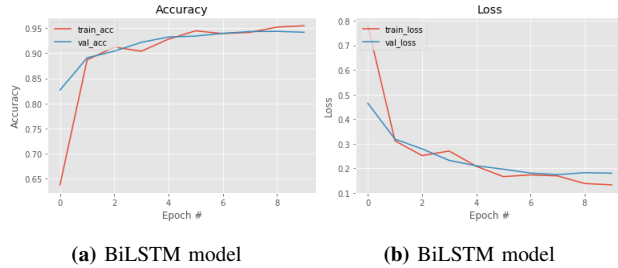 Accuracy
train_acc
val_acc
0.95
0.90
0.85
0.80
0.75
0.70
0.65
Accuracy
0 2 4 6 8
Epoch #
(a) BiLSTM model
Loss
train_loss
val_loss
0.8
0.7
0.6
0.5
0.4
0.3
0.2
0.1
Loss
0 2 4 6 8
Epoch #
(b) BiLSTM model